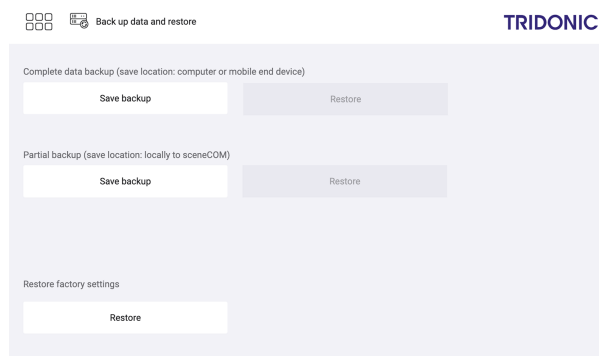 Back up data and restore
TRIDONIC
Complete data backup (save location: computer or mobile end device)
Save backup
Restore
Partial backup (save location: locally to sceneCOM)
Save backup
Restore
Restore factory settings
Restore